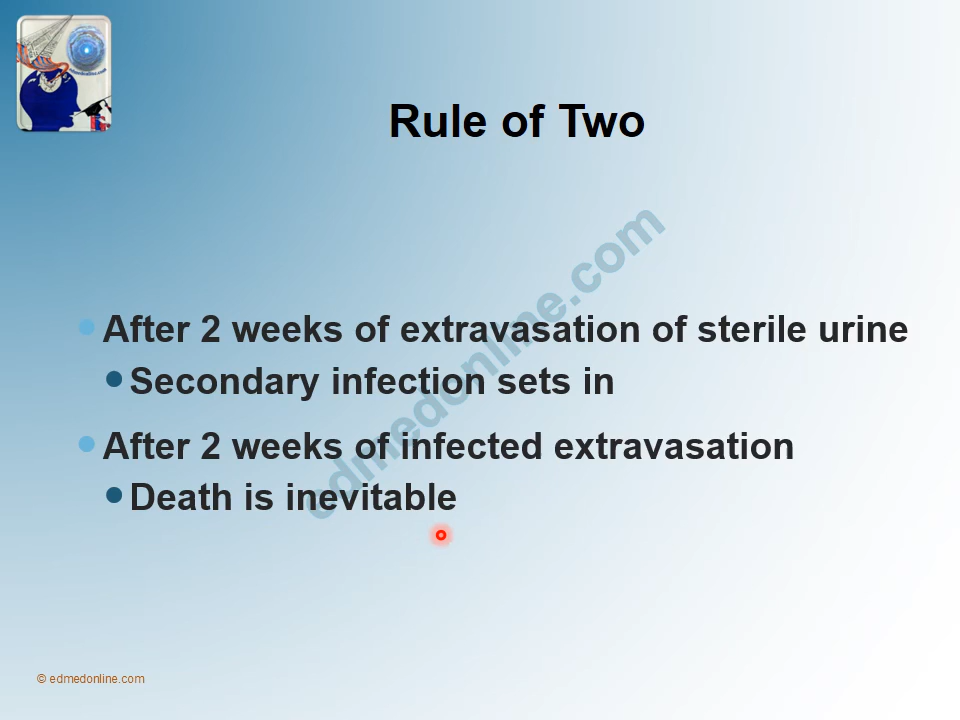 Rule of Two
After 2 weeks of extravasation of sterile urine
Secondary infection sets in
After 2 weeks of infected extravasation
Death is inevitable
edmedonline.com
© edmedonline.com